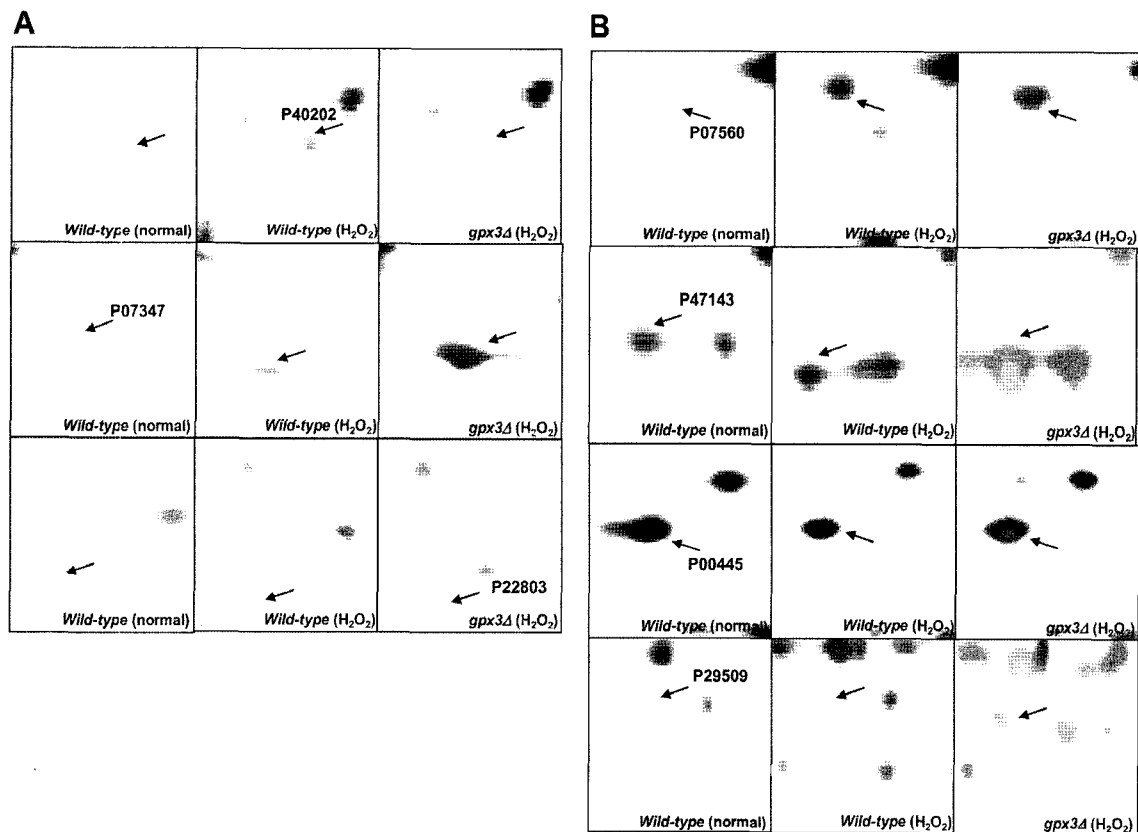 A
P40202
Wild-type (normal)
Wild-type (H₂O₂)
gpx3Δ (H₂O₂)
P07347
Wild-type (normal)
Wild-type (H₂O₂)
gpx3Δ (H₂O₂)
P22803
Wild-type (normal)
Wild-type (H₂O₂)
gpx3Δ (H₂O₂)
B
P07560
Wild-type (normal)
Wild-type (H₂O₂)
gpx3Δ (H₂O₂)
P47143
Wild-type (normal)
Wild-type (H₂O₂)
gpx3Δ (H₂O₂)
P00445
Wild-type (normal)
Wild-type (H₂O₂)
gpx3Δ (H₂O₂)
P29509
Wild-type (normal)
Wild-type (H₂O₂)
gpx3Δ (H₂O₂)